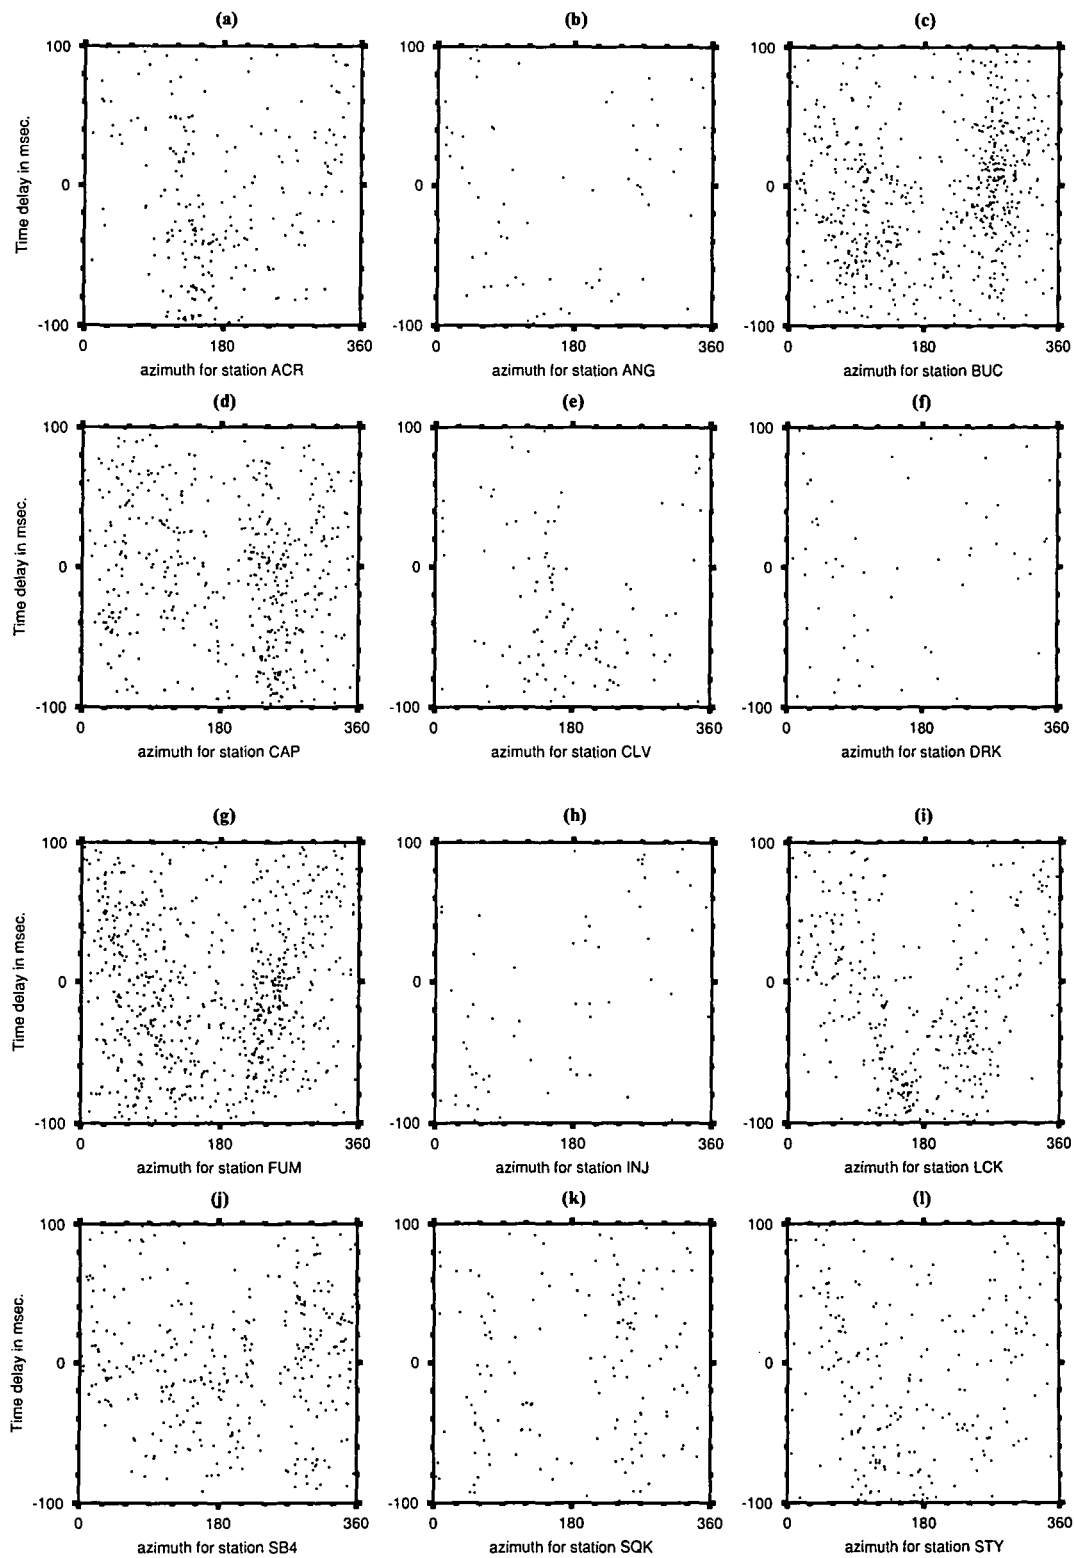 (a) (b) (c)
100 100 100
Time delay in msec.
0 0 0
-100 -100 -100
0 180 360 0 180 360 0 180 360
azimuth for station ACR azimuth for station ANG azimuth for station BUC
(d) (e) (f)
100 100 100
Time delay in msec.
0 0 0
-100 -100 -100
0 180 360 0 180 360 0 180 360
azimuth for station CAP azimuth for station CLV azimuth for station DRK
(g) (h) (i)
100 100 100
Time delay in msec.
0 0 0
-100 -100 -100
0 180 360 0 180 360 0 180 360
azimuth for station FUM azimuth for station INJ azimuth for station LCK
(j) (k) (l)
100 100 100
Time delay in msec.
0 0 0
-100 -100 -100
0 180 360 0 180 360 0 180 360
azimuth for station SB4 azimuth for station SQK azimuth for station STY